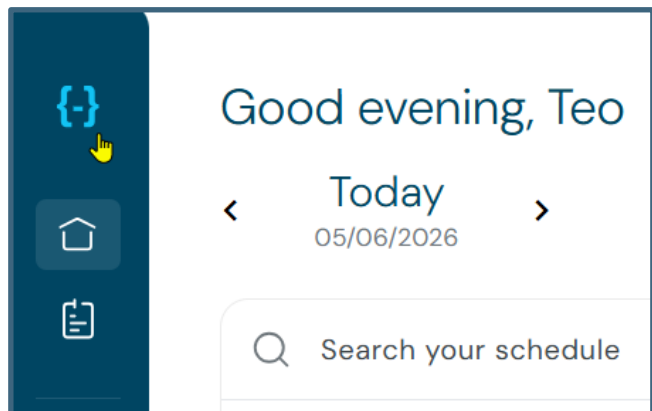 {-}
Good evening, Teo
Today
05/06/2026
Search your schedule